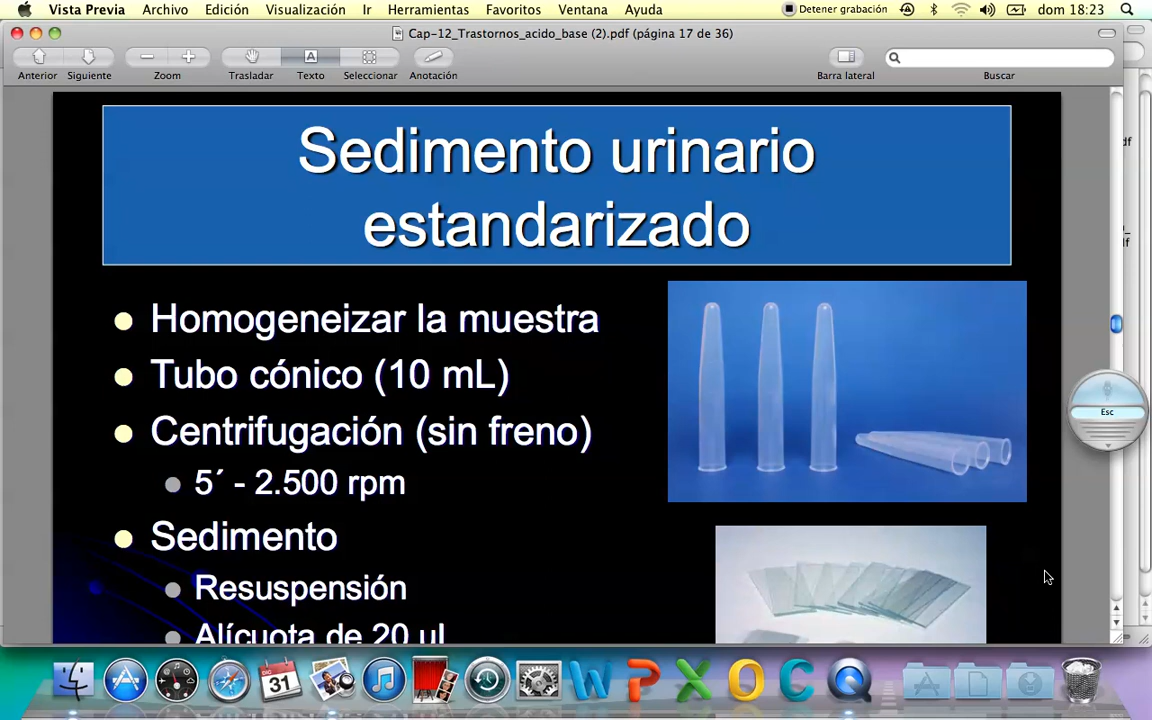 Vista Previa Archivo Edición Visualización Ir Herramientas Favoritos Ventana Ayuda Detener grabación dom 18:23
Cap-12_Trastornos_acido_base (2).pdf (página 17 de 36)
Anterior Siguiente Zoom Trasladar Texto Seleccionar Anotación Barra lateral Buscar
Sedimento urinario
estandarizado
Homogeneizar la muestra
Tubo cónico (10 mL)
Centrifugación (sin freno)
5´ - 2.500 rpm
Sedimento
Resuspensión
Alícuota de 20 ul
Esc
df
df
31